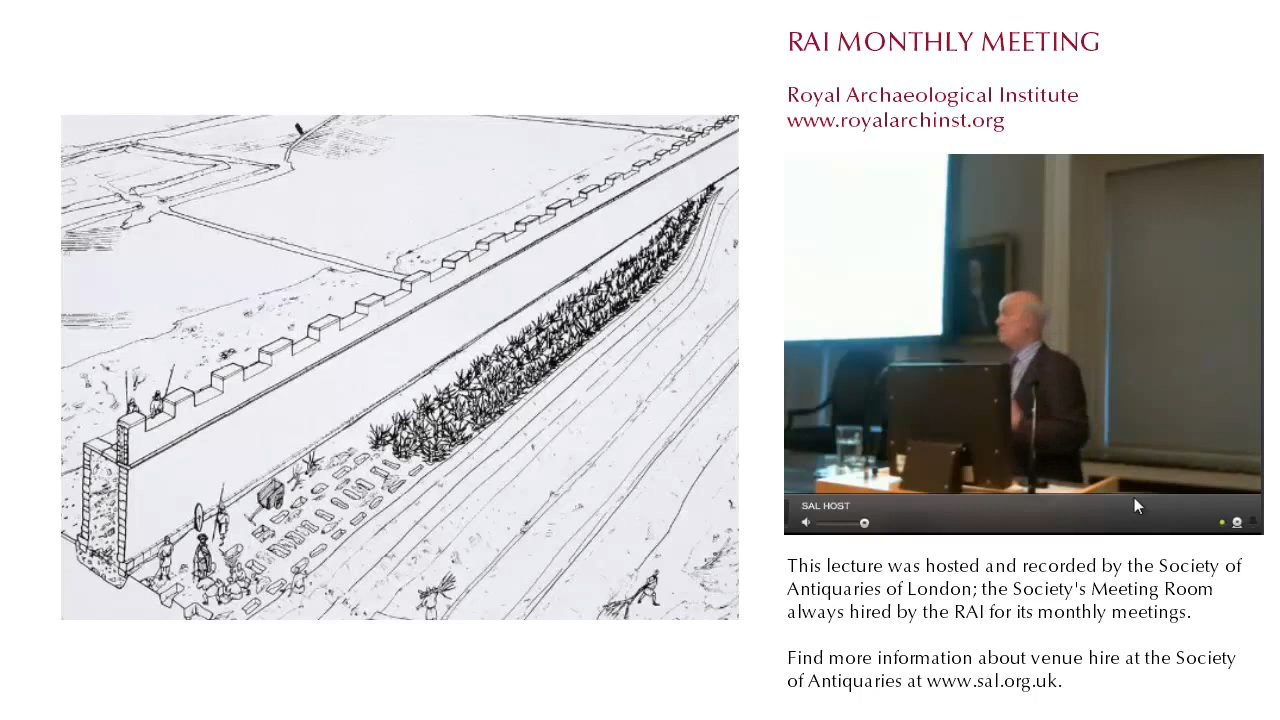 RAI MONTHLY MEETING
Royal Archaeological Institute
www.royalarchinst.org
SAL HOST
This lecture was hosted and recorded by the Society of
Antiquaries of London; the Society's Meeting Room
always hired by the RAI for its monthly meetings.
Find more information about venue hire at the Society
of Antiquaries at www.sal.org.uk.